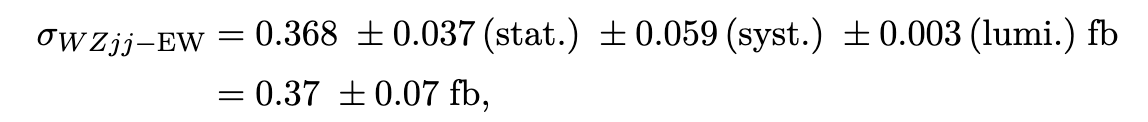 σ_{WZjj−EW} = 0.368 ± 0.037 (stat.) ± 0.059 (syst.) ± 0.003 (lumi.) fb
= 0.37 ± 0.07 fb,